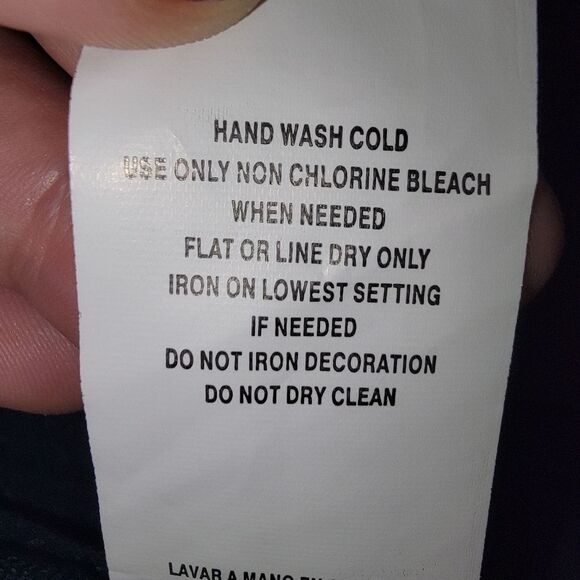 HAND WASH COLD
USE ONLY NON CHLORINE BLEACH
WHEN NEEDED
FLAT OR LINE DRY ONLY
IRON ON LOWEST SETTING
IF NEEDED
DO NOT IRON DECORATION
DO NOT DRY CLEAN
LAVAR A MANO